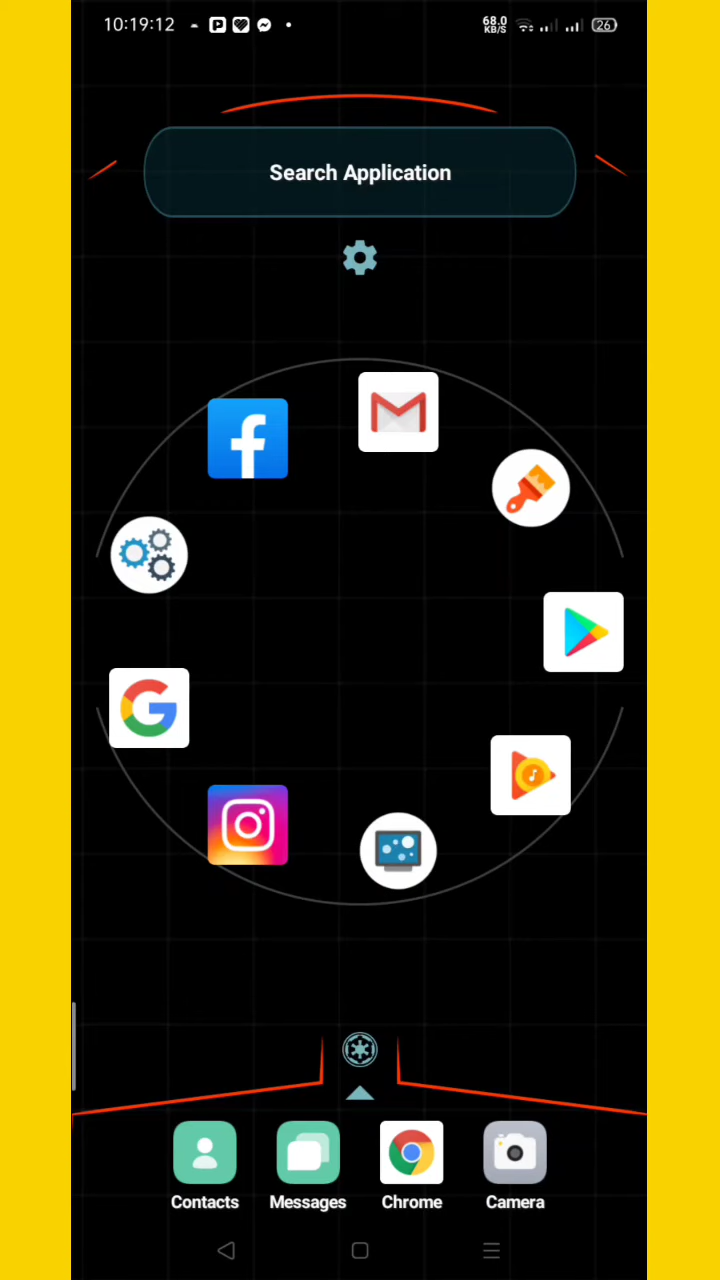 10:19:12
68.0
KB/S
26
Search Application
Contacts
Messages
Chrome
Camera